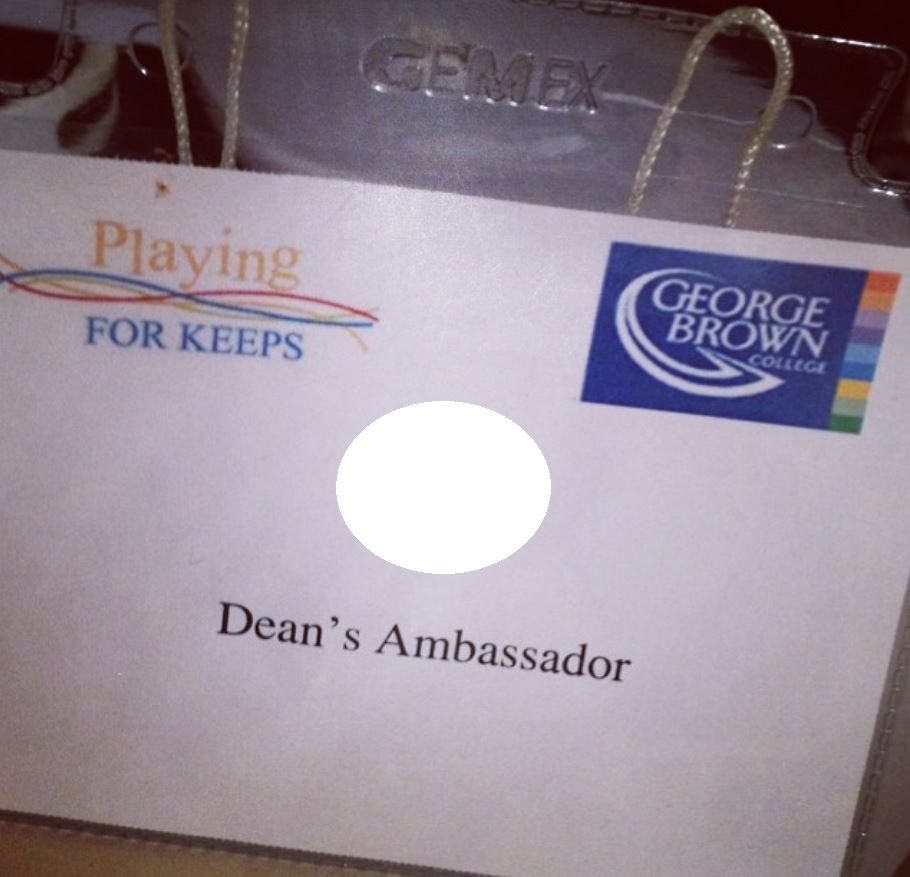 GEMEX
Playing
FOR KEEPS
GEORGE
BROWN
COLLEGE
Dean's Ambassador